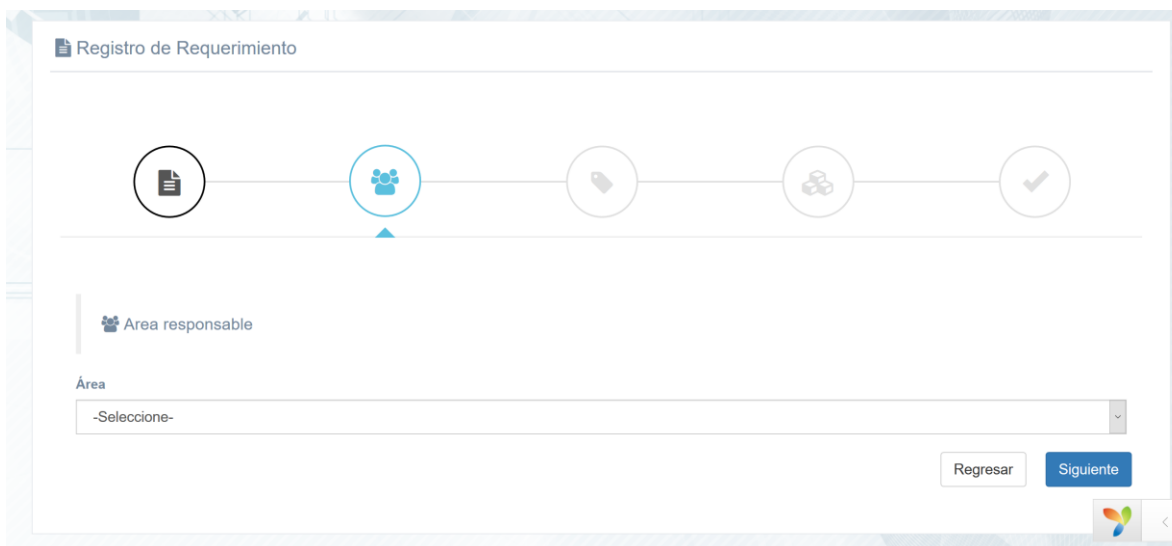 Registro de Requerimiento
Area responsable
Área
-Seleccione-
Regresar
Siguiente